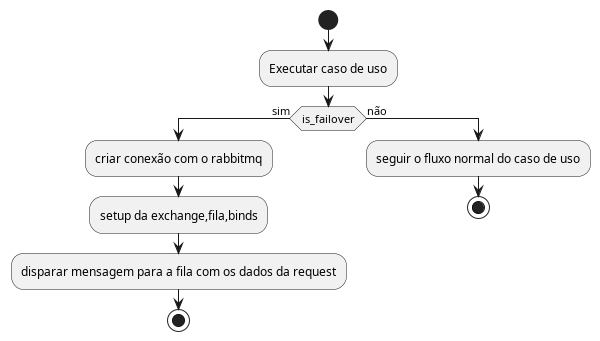 Executar caso de uso
is_failover
sim
não
criar conexão com o rabbitmq
seguir o fluxo normal do caso de uso
setup da exchange,fila,binds
disparar mensagem para a fila com os dados da request